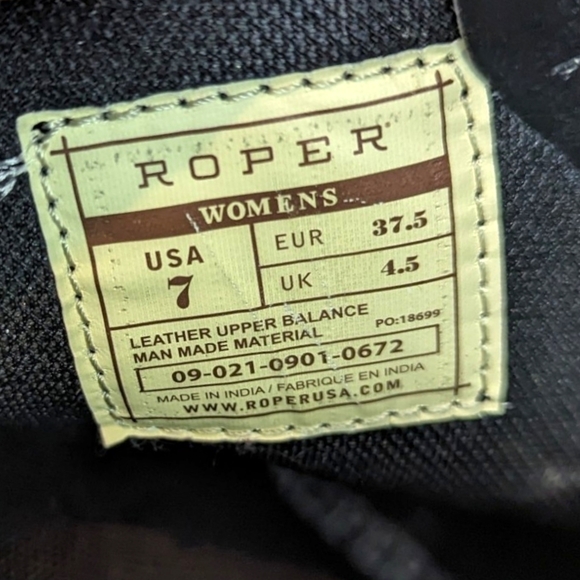 ROPER
WOMENS
USA
7
EUR 37.5
UK 4.5
LEATHER UPPER BALANCE
MAN MADE MATERIAL PO:18699
09-021-0901-0672
MADE IN INDIA / FABRIQUE EN INDIA
WWW.ROPERUSA.COM